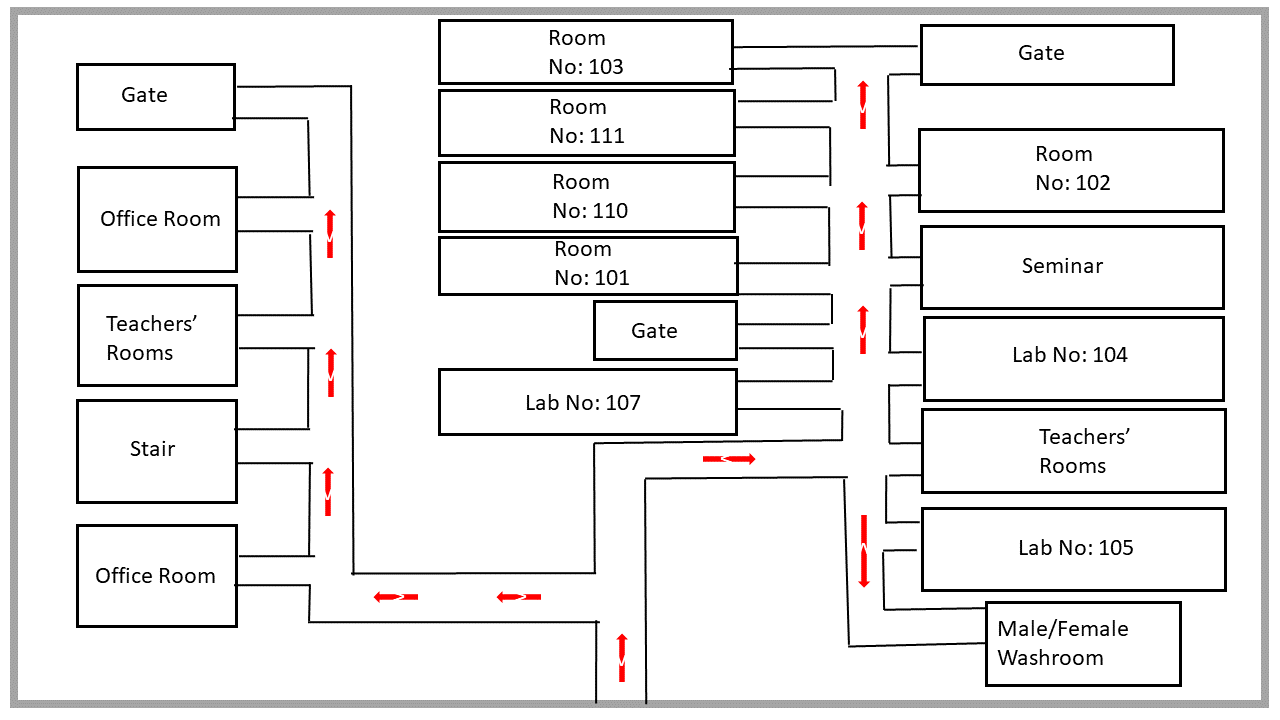 Gate
Office Room
Teachers’
Rooms
Stair
Office Room
Room
No: 103
Room
No: 111
Room
No: 110
Room
No: 101
Gate
Lab No: 107
Gate
Room
No: 102
Seminar
Lab No: 104
Teachers’
Rooms
Lab No: 105
Male/Female
Washroom